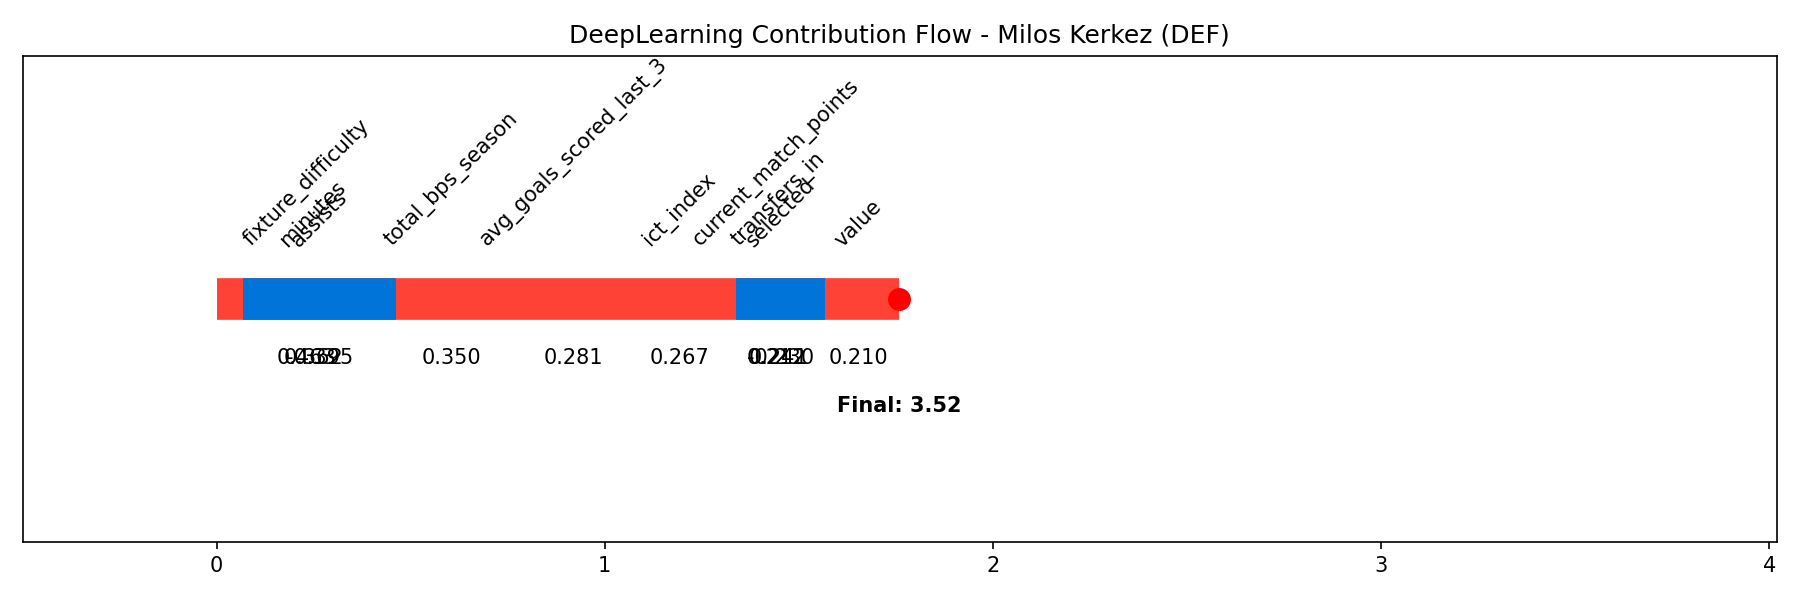 DeepLearning Contribution Flow - Milos Kerkez (DEF)
fixture_difficulty
minutes
assists
total_bps_season
avg_goals_scored_last_3
ict_index
current_match_points
transfers_in
selected
value
0.350
0.281
0.267
0.210
Final: 3.52
0
1
2
3
4